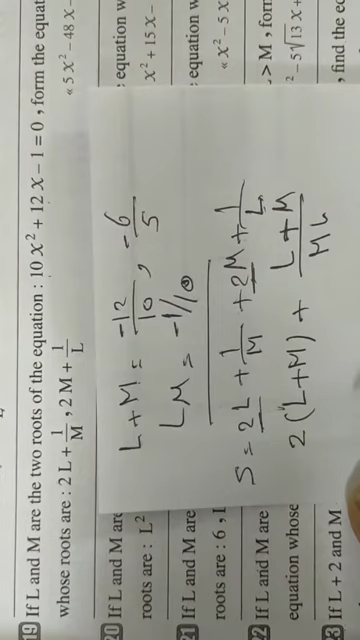 19 If L and M are the two roots of the equation : 10 x² + 12 x − 1 = 0 , form the equat
whose roots are : 2 L + 1/M , 2 M + 1/L
« 5 x² − 48 x −
20 If L and M are
: equation w
roots are : L²
x² + 15 x −
21 If L and M are
: equation w
roots are : 6 , L
« x² − 5 x
22 If L and M are
> M , form
equation whose
² − 5√13 x +
23 If L + 2 and M
, find the eq
L + M = -12/10 , -6/5
LM = -1/10
S = 2L + 1/M + 2M + 1/L
2(L+M) + L+M/ML